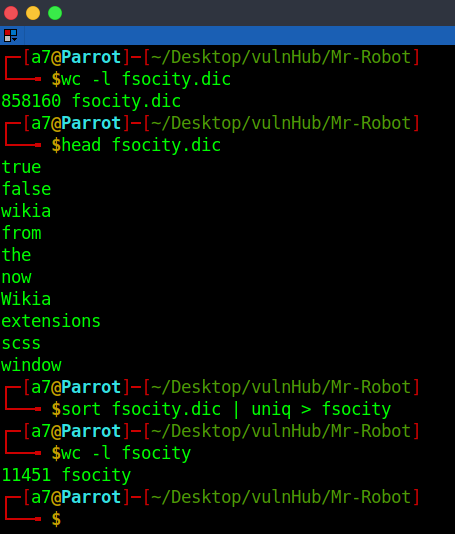 ┌─[a7@Parrot]─[~/Desktop/vulnHub/Mr-Robot]
└──╼ $wc -l fsocity.dic
858160 fsocity.dic
┌─[a7@Parrot]─[~/Desktop/vulnHub/Mr-Robot]
└──╼ $head fsocity.dic
true
false
wikia
from
the
now
Wikia
extensions
scss
window
┌─[a7@Parrot]─[~/Desktop/vulnHub/Mr-Robot]
└──╼ $sort fsocity.dic | uniq > fsocity
┌─[a7@Parrot]─[~/Desktop/vulnHub/Mr-Robot]
└──╼ $wc -l fsocity
11451 fsocity
┌─[a7@Parrot]─[~/Desktop/vulnHub/Mr-Robot]
└──╼ $